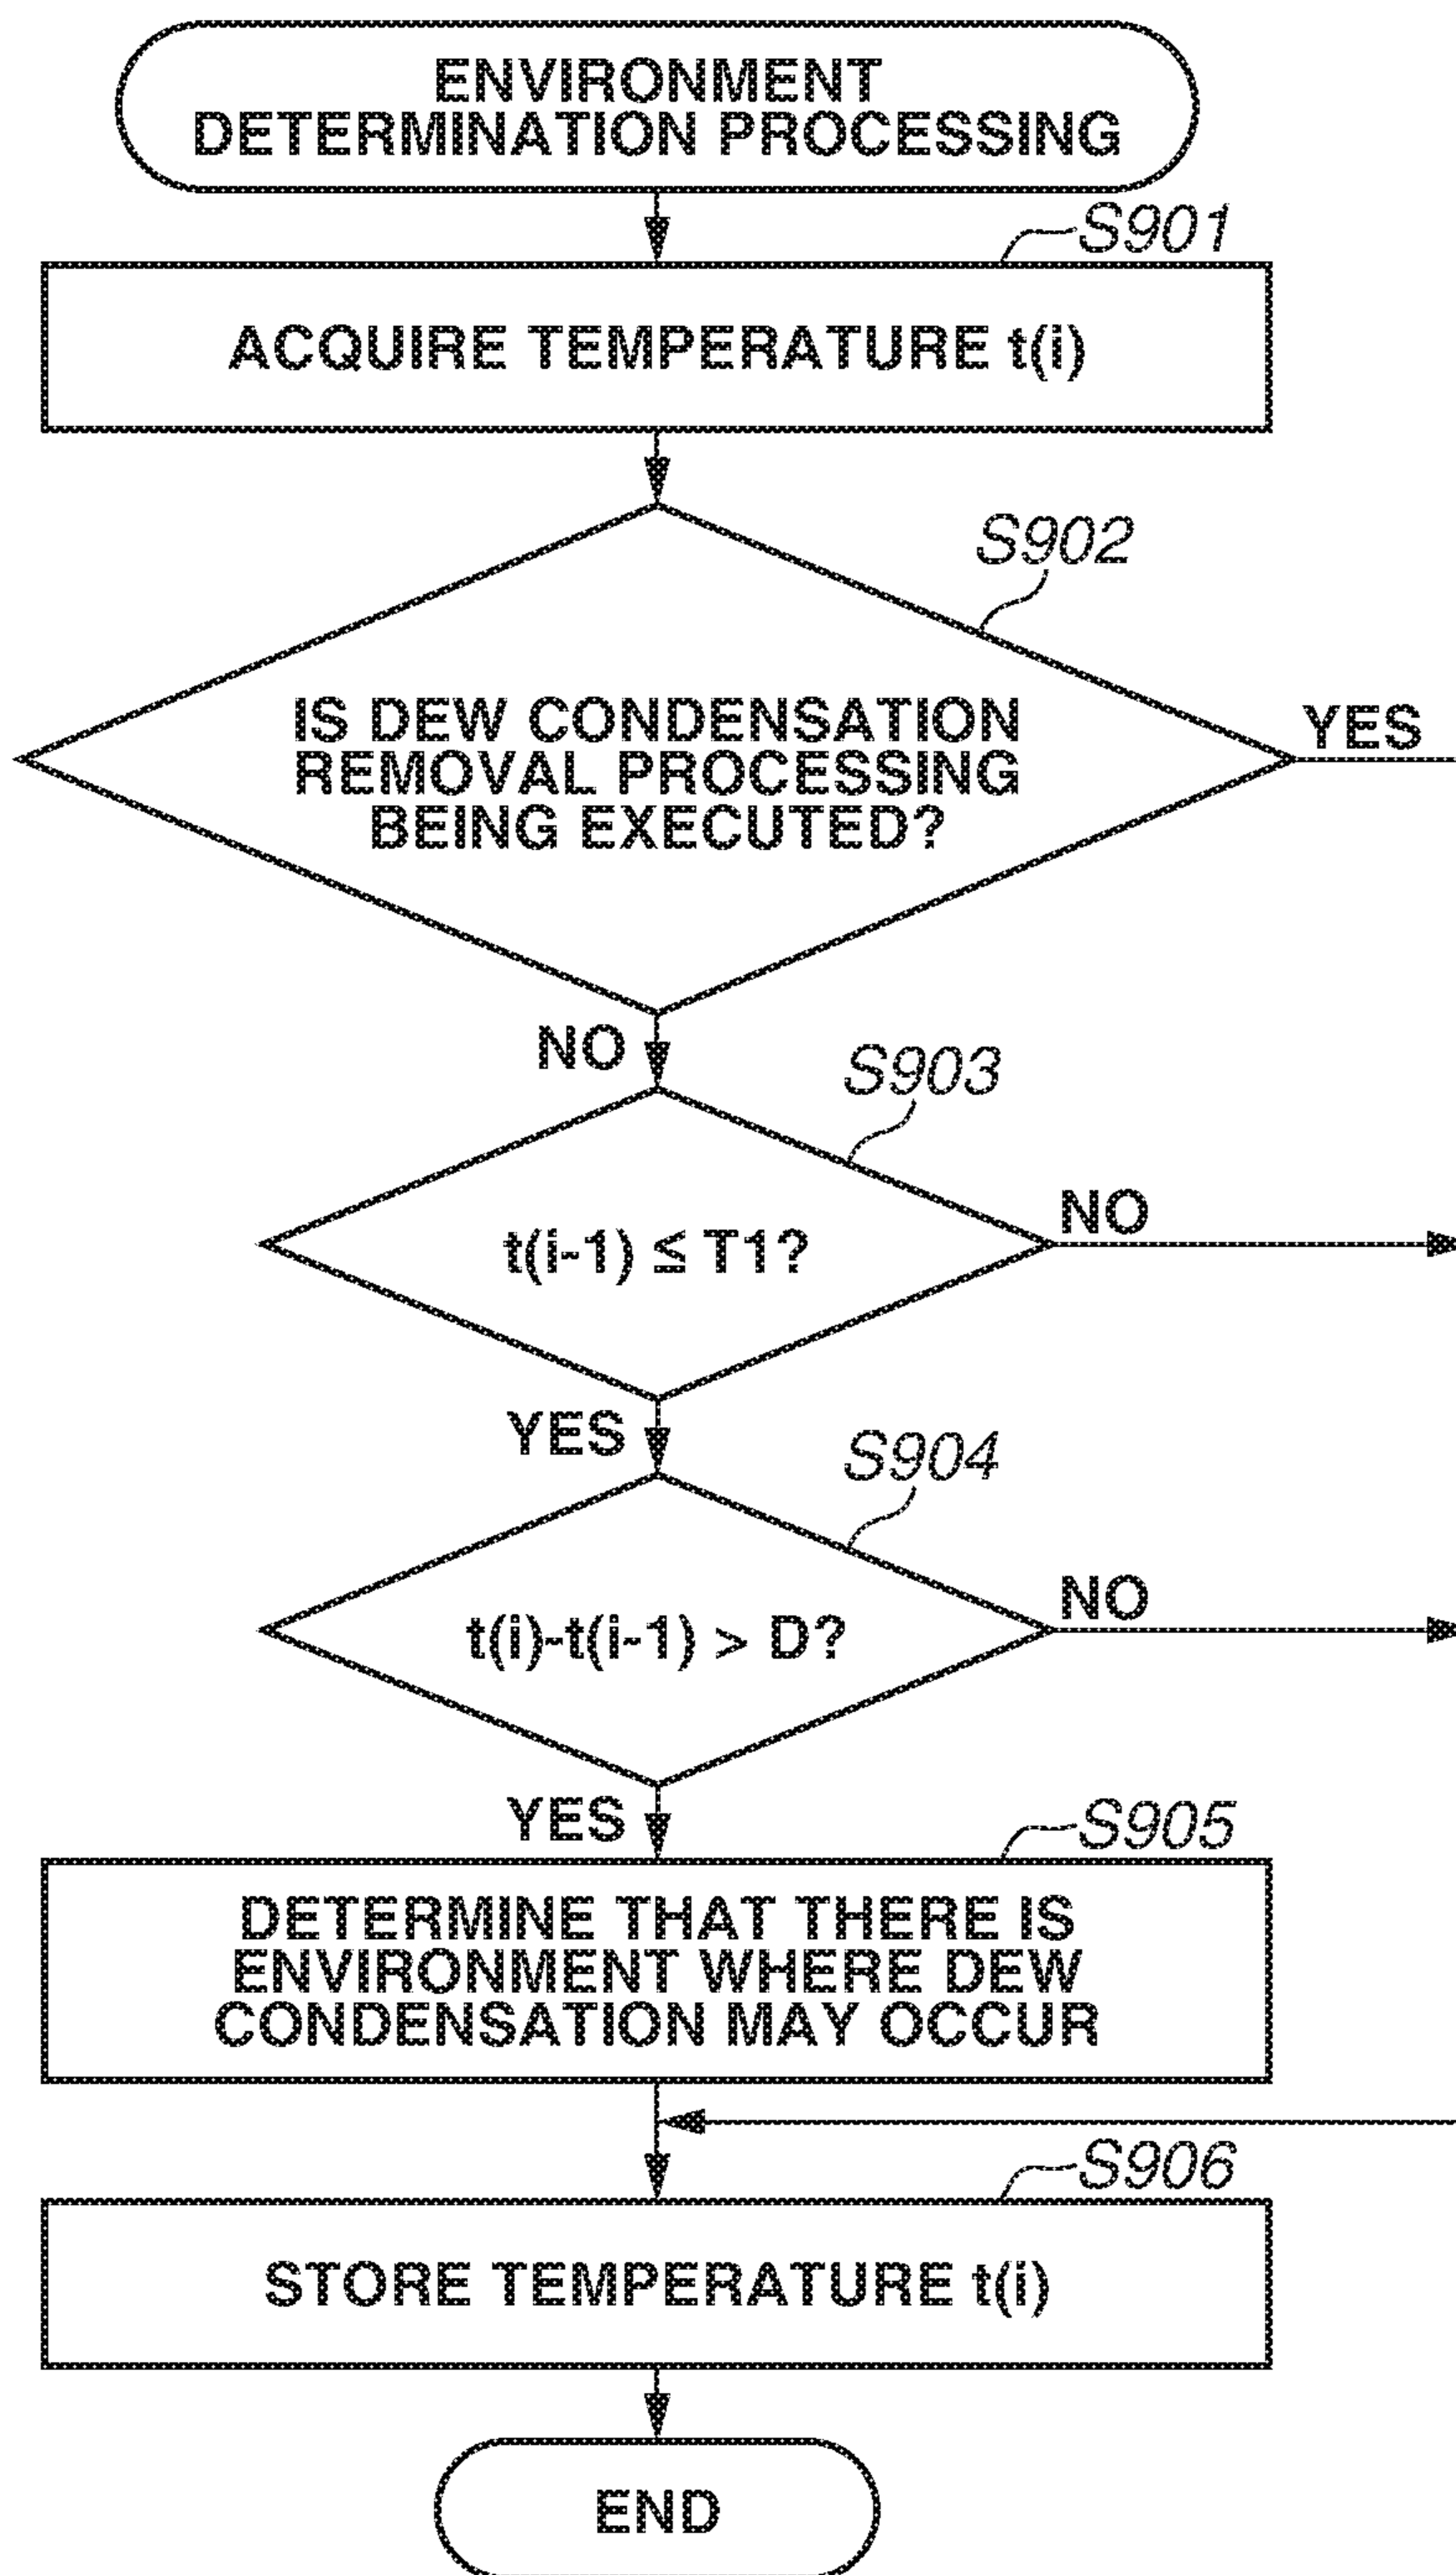 ENVIRONMENT
DETERMINATION PROCESSING
S901
ACQUIRE TEMPERATURE t(i)
S902
IS DEW CONDENSATION
REMOVAL PROCESSING
BEING EXECUTED?
YES
NO
S903
t(i-1) ≤ T1?
NO
YES
S904
t(i)-t(i-1) > D?
NO
YES
S905
DETERMINE THAT THERE IS
ENVIRONMENT WHERE DEW
CONDENSATION MAY OCCUR
S906
STORE TEMPERATURE t(i)
END